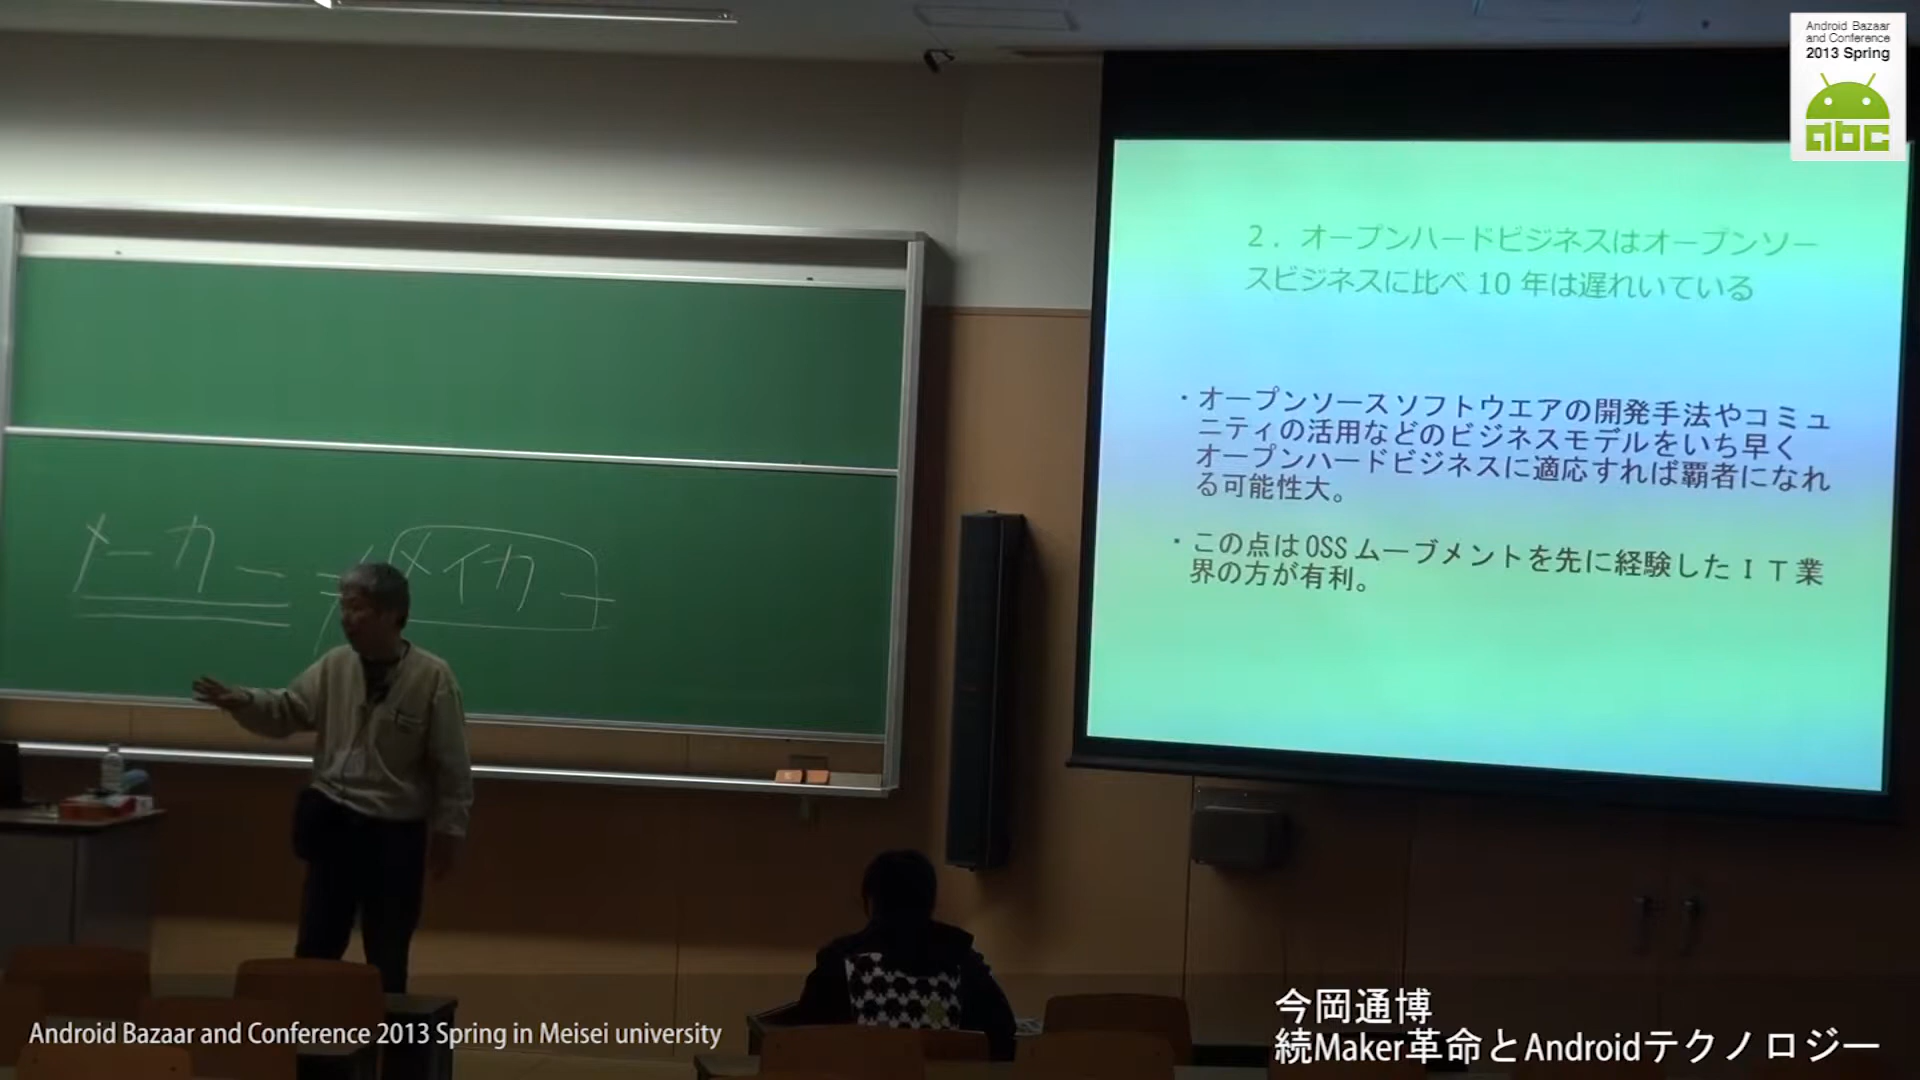 Android Bazaar
and Conference
2013 Spring
abc
2．オープンハードビジネスはオープンソー
スビジネスに比べ 10 年は遅れいている
・オープンソースソフトウエアの開発手法やコミュ
ニティの活用などのビジネスモデルをいち早く
オープンハードビジネスに適応すれば覇者になれ
る可能性大。
・この点は OSS ムーブメントを先に経験したＩＴ業
界の方が有利。
メーカー ≠ メイカー
今岡通博
続Maker革命とAndroidテクノロジー
Android Bazaar and Conference 2013 Spring in Meisei university